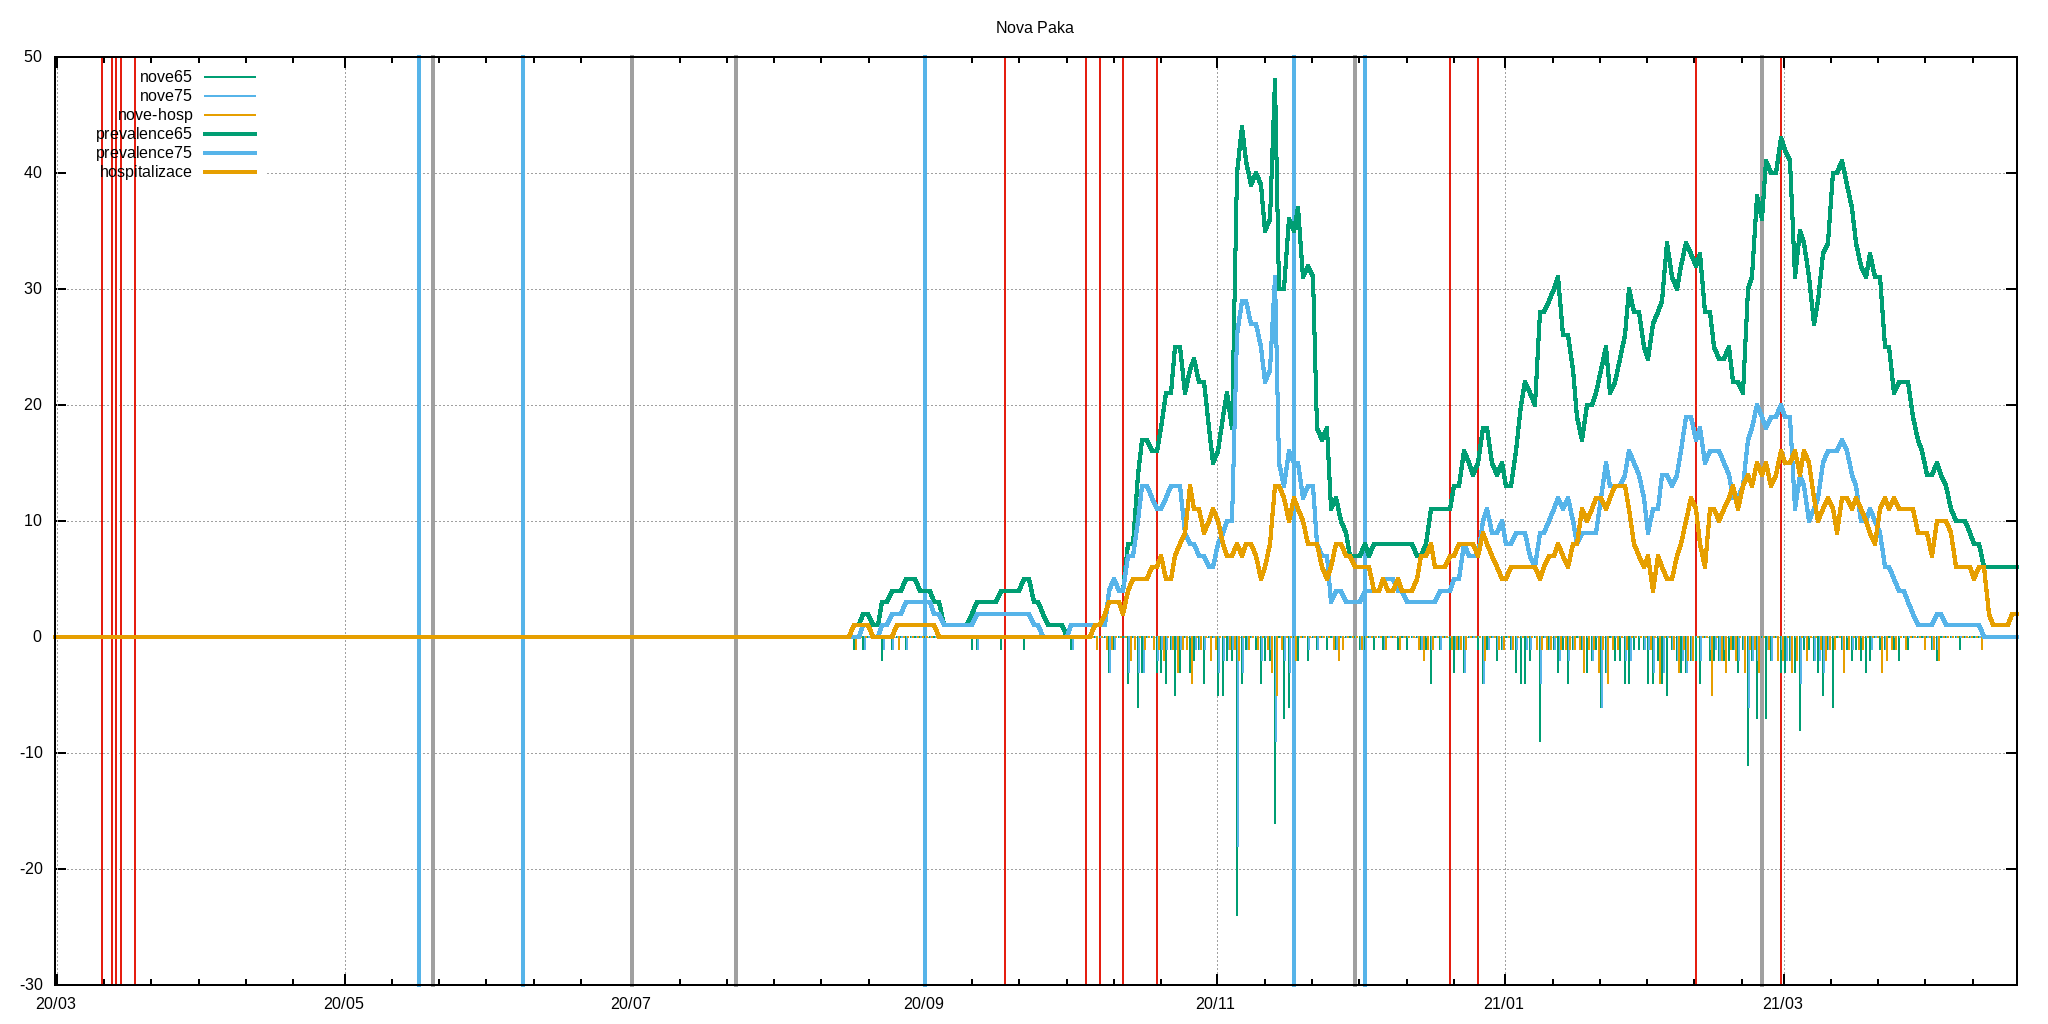 Nova Paka
50
nove65
nove75
nove-hosp
prevalence65
prevalence75
hospitalizace
40
30
20
10
0
-10
-20
-30
20/03 20/05 20/07 20/09 20/11 21/01 21/03